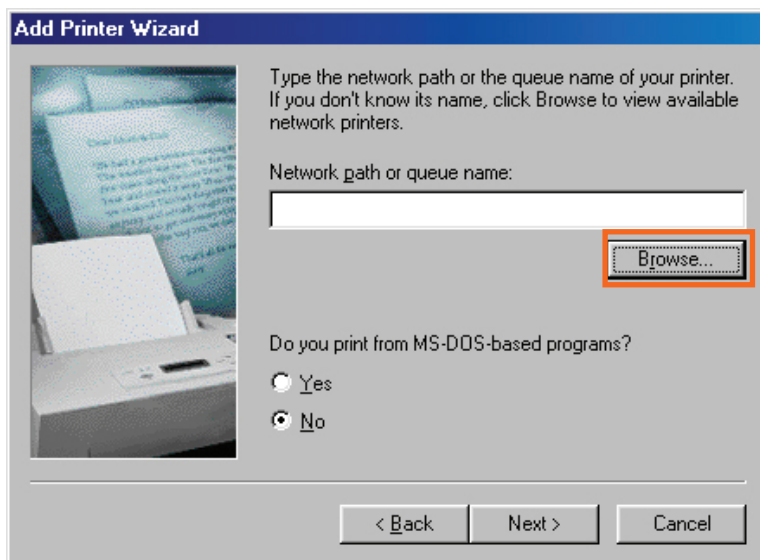 Add Printer Wizard
Type the network path or the queue name of your printer.
If you don't know its name, click Browse to view available
network printers.
Network path or queue name:
Browse...
Do you print from MS-DOS-based programs?
Yes
No
< Back
Next >
Cancel